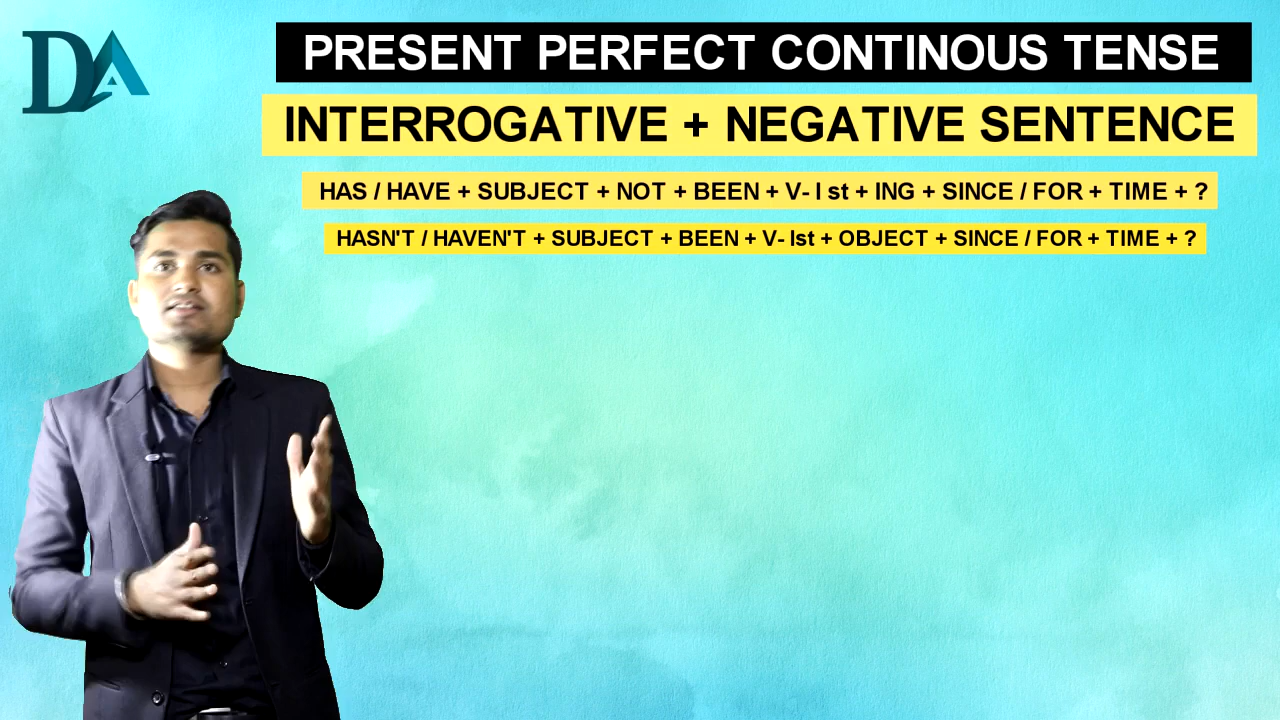 DA
PRESENT PERFECT CONTINOUS TENSE
INTERROGATIVE + NEGATIVE SENTENCE
HAS / HAVE + SUBJECT + NOT + BEEN + V- I st + ING + SINCE / FOR + TIME + ?
HASN'T / HAVEN'T + SUBJECT + BEEN + V- Ist + OBJECT + SINCE / FOR + TIME + ?